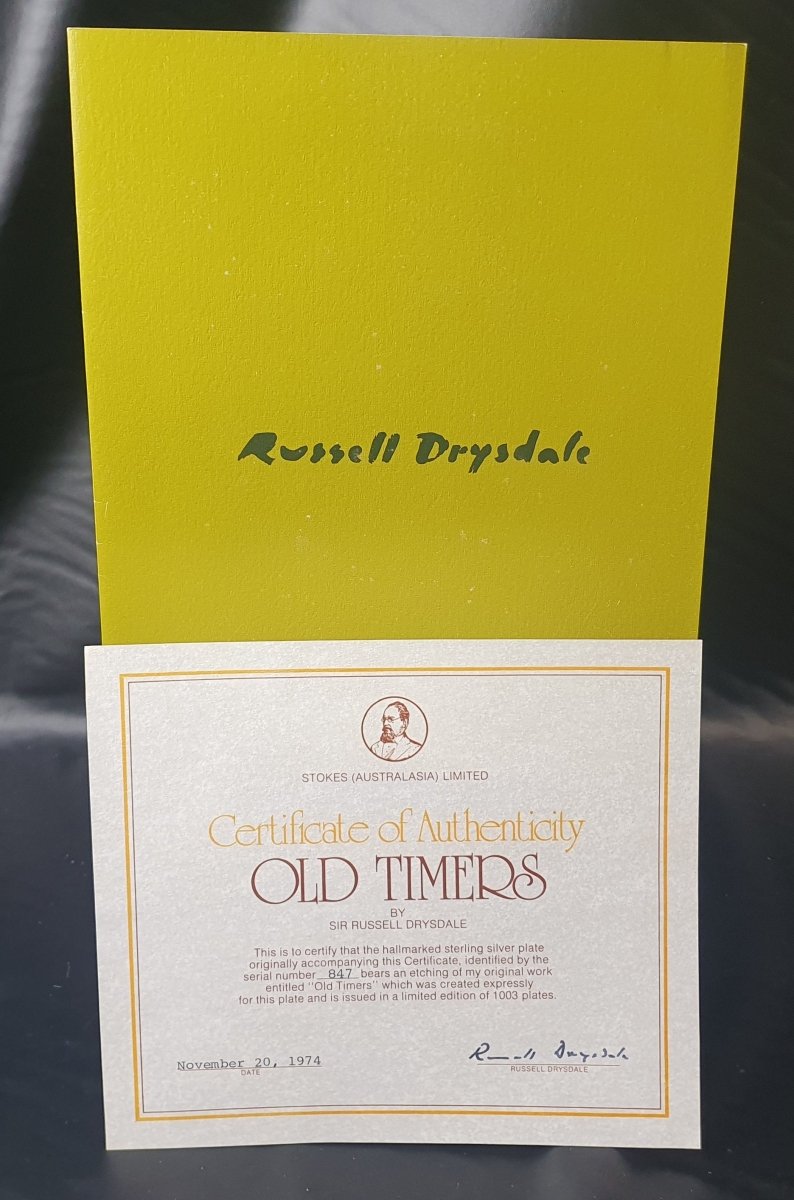 Russell Drysdale
STOKES (AUSTRALASIA) LIMITED
Certificate of Authenticity
OLD TIMERS
BY
SIR RUSSELL DRYSDALE
This is to certify that the hallmarked sterling silver plate
originally accompanying this Certificate, identified by the
serial number 847 bears an etching of my original work
entitled "Old Timers" which was created expressly
for this plate and is issued in a limited edition of 1003 plates.
November 20, 1974
DATE
Russell Drysdale
RUSSELL DRYSDALE